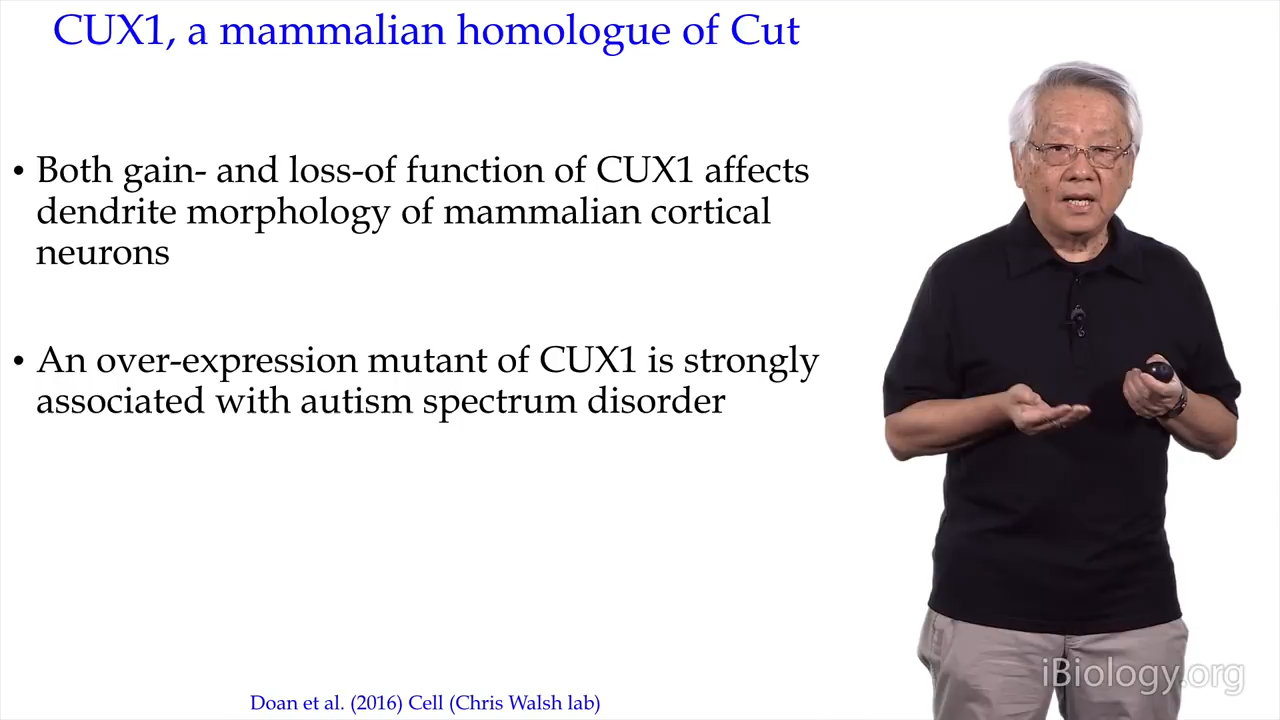 CUX1, a mammalian homologue of Cut
• Both gain- and loss-of function of CUX1 affects
dendrite morphology of mammalian cortical
neurons
• An over-expression mutant of CUX1 is strongly
associated with autism spectrum disorder
Doan et al. (2016) Cell (Chris Walsh lab)
iBiology.org